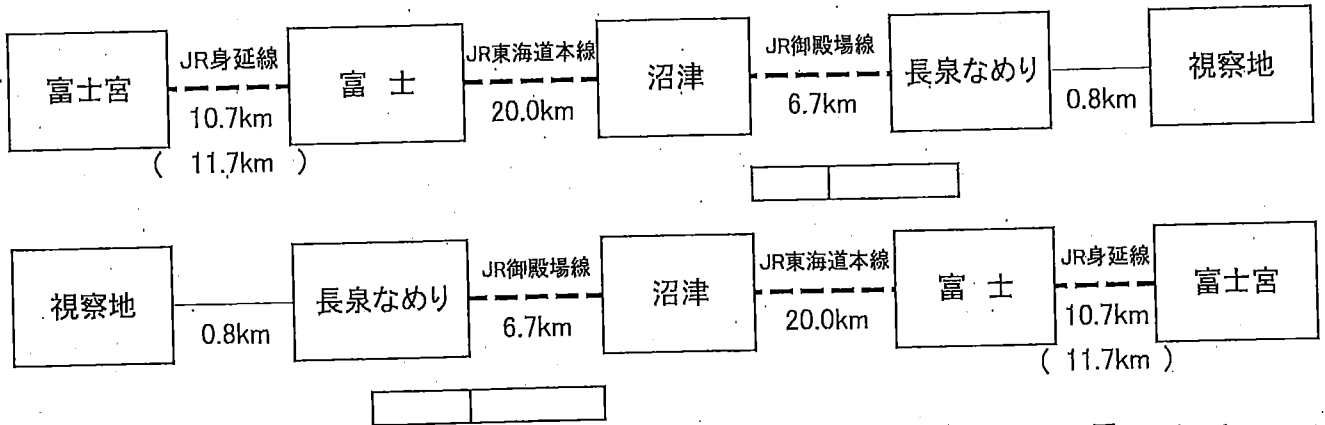 JR身延線 JR東海道本線 JR御殿場線
富士宮 富 士 沼津 長泉なめり 視察地
10.7km 20.0km 6.7km 0.8km
( 11.7km )
JR御殿場線 JR東海道本線 JR身延線
視察地 長泉なめり 沼津 富 士 富士宮
0.8km 6.7km 20.0km 10.7km
( 11.7km )